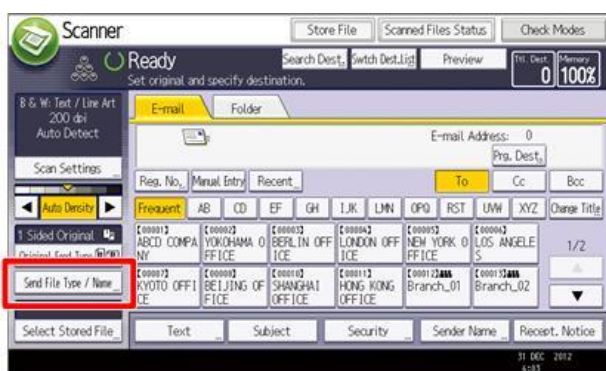 Scanner
Store File
Scanned Files Status
Check Modes
Ready
Search Dest.
Swtch Dest.List
Preview
Ttl. Dest.
0
Memory
100%
Set original and specify destination.
B & W: Text / Line Art
200 dpi
Auto Detect
E-mail
Folder
E-mail Address: 0
Prg. Dest.
Scan Settings
Reg. No.
Manual Entry
Recent
To
Cc
Bcc
Auto Density
Frequent
AB
CD
EF
GH
IJK
LMN
OPQ
RST
UVW
XYZ
Change Title
1 Sided Original
[00001]
ABCD COMPA
NY
[00002]
YOKOHAMA O
FFICE
[00003]
BERLIN OFF
ICE
[00004]
LONDON OFF
ICE
[00005]
NEW YORK O
FFICE
[00006]
LOS ANGELE
S
1/2
Original Feed Type
Send File Type / Name
[00007]
KYOTO OFFI
CE
[00009]
BEIJING OF
FICE
[00010]
SHANGHAI
OFFICE
[00011]
HONG KONG
OFFICE
[00012]
Branch_01
[00013]
Branch_02
Select Stored File
Text
Subject
Security
Sender Name
Recept. Notice
31 DEC 2012
4:03